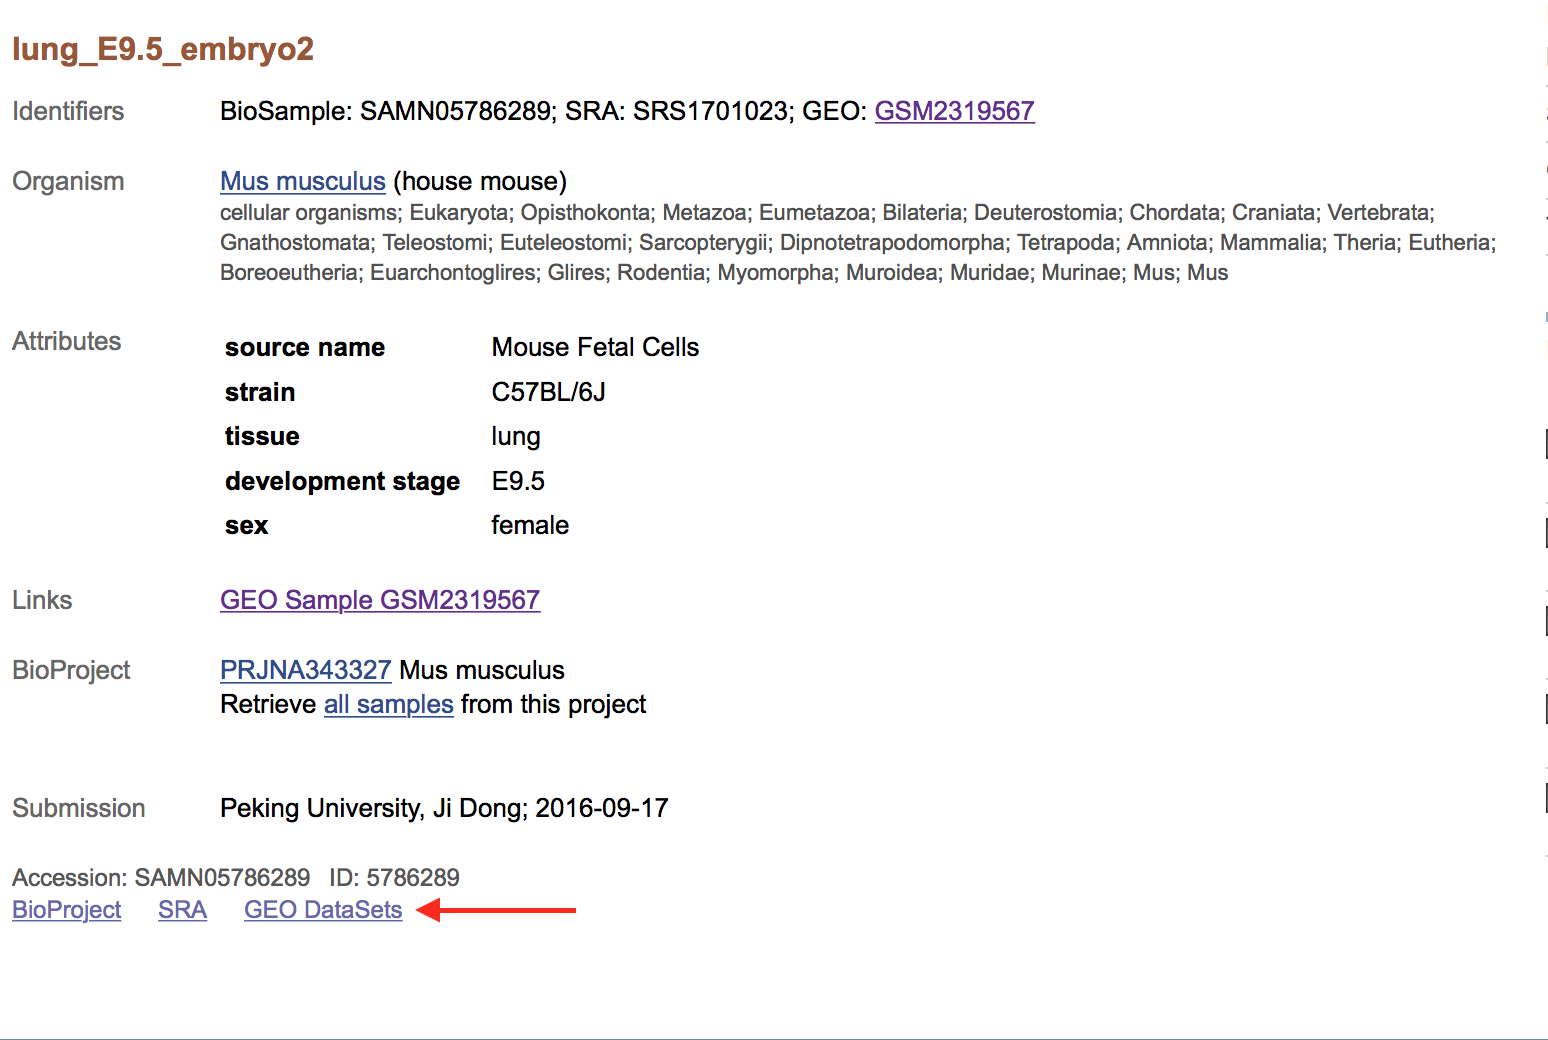 lung_E9.5_embryo2
Identifiers BioSample: SAMN05786289; SRA: SRS1701023; GEO: GSM2319567
Organism Mus musculus (house mouse)
cellular organisms; Eukaryota; Opisthokonta; Metazoa; Eumetazoa; Bilateria; Deuterostomia; Chordata; Craniata; Vertebrata;
Gnathostomata; Teleostomi; Euteleostomi; Sarcopterygii; Dipnotetrapodomorpha; Tetrapoda; Amniota; Mammalia; Theria; Eutheria;
Boreoeutheria; Euarchontoglires; Glires; Rodentia; Myomorpha; Muroidea; Muridae; Murinae; Mus; Mus
Attributes source name Mouse Fetal Cells
strain C57BL/6J
tissue lung
development stage E9.5
sex female
Links GEO Sample GSM2319567
BioProject PRJNA343327 Mus musculus
Retrieve all samples from this project
Submission Peking University, Ji Dong; 2016-09-17
Accession: SAMN05786289 ID: 5786289
BioProject SRA GEO DataSets